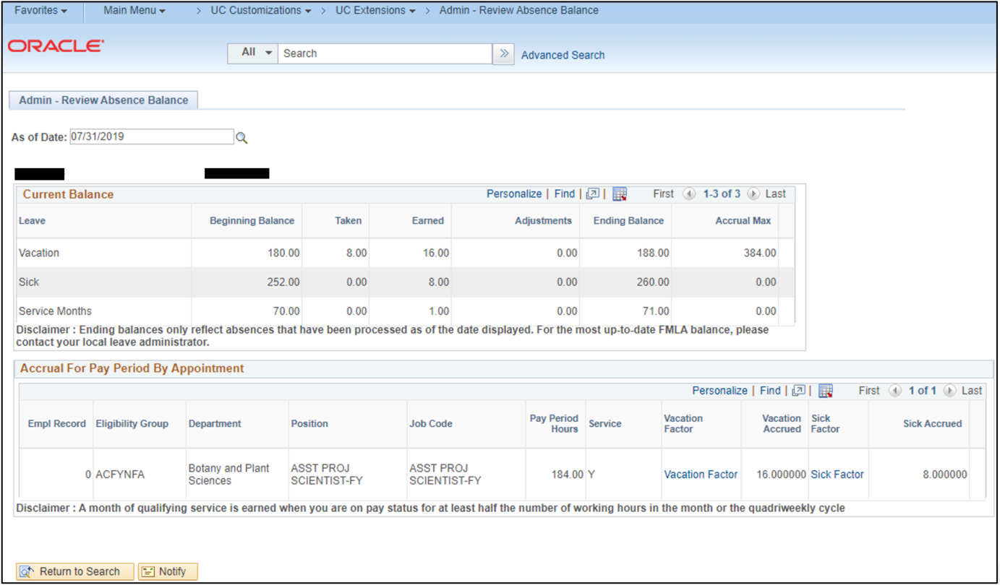 Favorites Main Menu > UC Customizations > UC Extensions > Admin - Review Absence Balance
ORACLE
All Search Advanced Search
Admin - Review Absence Balance
As of Date: 07/31/2019
Current Balance Personalize | Find | | First 1-3 of 3 Last
Leave Beginning Balance Taken Earned Adjustments Ending Balance Accrual Max
Vacation 180.00 8.00 16.00 0.00 188.00 384.00
Sick 252.00 0.00 8.00 0.00 260.00 0.00
Service Months 70.00 0.00 1.00 0.00 71.00 0.00
Disclaimer : Ending balances only reflect absences that have been processed as of the date displayed. For the most up-to-date FMLA balance, please
contact your local leave administrator.
Accrual For Pay Period By Appointment
Personalize | Find | | First 1 of 1 Last
Empl Record Eligibility Group Department Position Job Code Pay Period Hours Service Vacation Factor Vacation Accrued Sick Factor Sick Accrued
0 ACFYNFA Botany and Plant Sciences ASST PROJ SCIENTIST-FY ASST PROJ SCIENTIST-FY 184.00 Y Vacation Factor 16.000000 Sick Factor 8.000000
Disclaimer : A month of qualifying service is earned when you are on pay status for at least half the number of working hours in the month or the quadriweekly cycle
Return to Search Notify